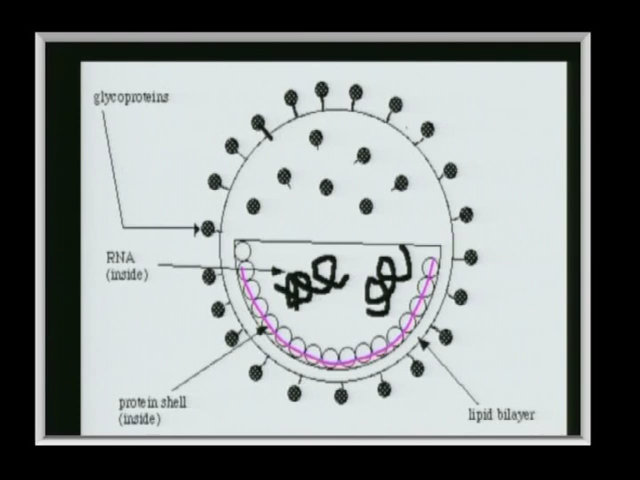 glycoproteins
RNA
(inside)
protein shell
(inside)
lipid bilayer